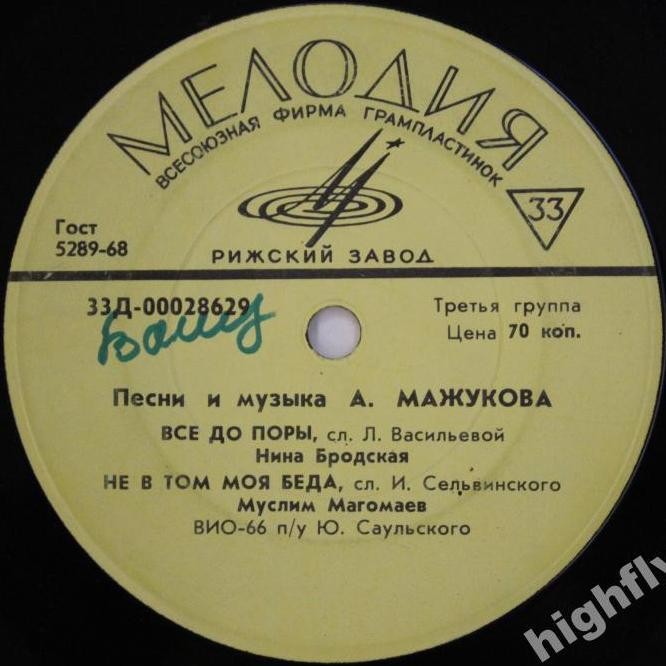 МЕЛОДИЯ
ВСЕСОЮЗНАЯ ФИРМА ГРАМПЛАСТИНОК
33
Гост
5289-68
РИЖСКИЙ ЗАВОД
33Д-00028629
Третья группа
Цена 70 коп.
Песни и музыка А. МАЖУКОВА
ВСЕ ДО ПОРЫ, сл. Л. Васильевой
Нина Бродская
НЕ В ТОМ МОЯ БЕДА, сл. И. Сельвинского
Муслим Магомаев
ВИО-66 п/у Ю. Саульского
highfly